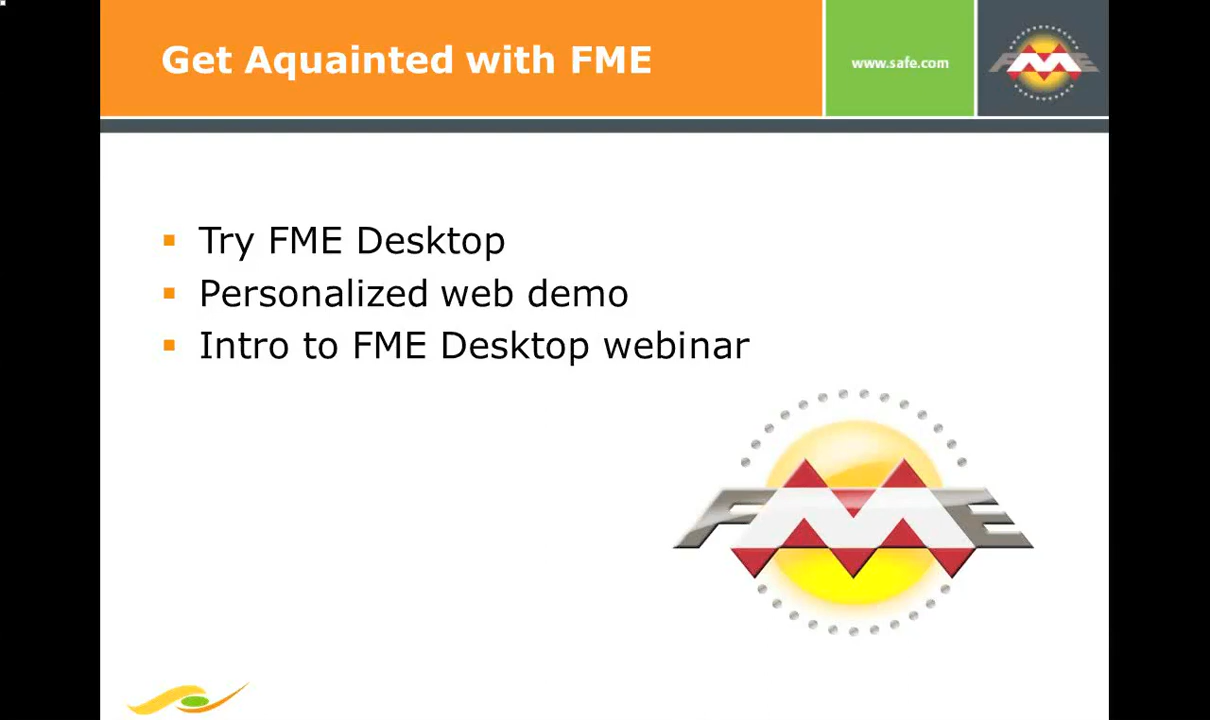 Get Aquainted with FME
www.safe.com
FME
Try FME Desktop
Personalized web demo
Intro to FME Desktop webinar
FME